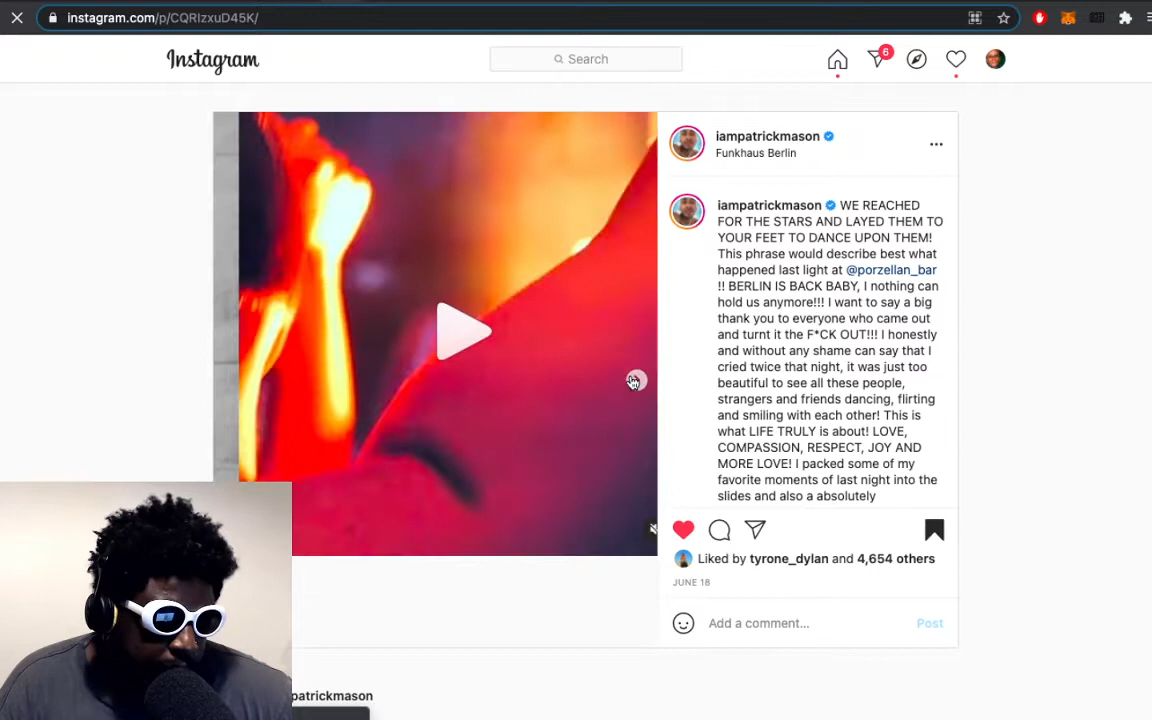 instagram.com/p/CQRIzxuD45K/
Instagram
Search
6
iampatrickmason
Funkhaus Berlin
iampatrickmason WE REACHED
FOR THE STARS AND LAYED THEM TO
YOUR FEET TO DANCE UPON THEM!
This phrase would describe best what
happened last light at @porzellan_bar
!! BERLIN IS BACK BABY, I nothing can
hold us anymore!!! I want to say a big
thank you to everyone who came out
and turnt it the F*CK OUT!!! I honestly
and without any shame can say that I
cried twice that night, it was just too
beautiful to see all these people,
strangers and friends dancing, flirting
and smiling with each other! This is
what LIFE TRULY is about! LOVE,
COMPASSION, RESPECT, JOY AND
MORE LOVE! I packed some of my
favorite moments of last night into the
slides and also a absolutely
Liked by tyrone_dylan and 4,654 others
JUNE 18
Add a comment... Post
patrickmason